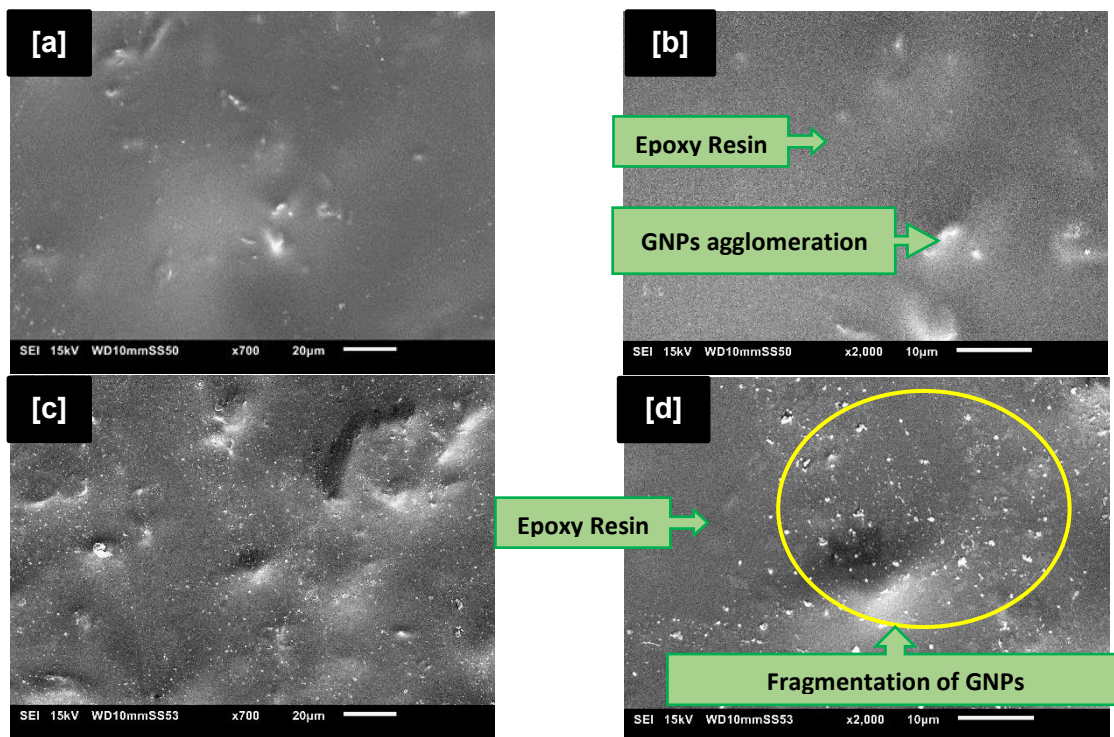 [a]
SEI 15kV WD10mmSS50 x700 20µm
[b]
Epoxy Resin
GNPs agglomeration
SEI 15kV WD10mmSS50 x2,000 10µm
[c]
SEI 15kV WD10mmSS53 x700 20µm
[d]
Epoxy Resin
Fragmentation of GNPs
SEI 15kV WD10mmSS53 x2,000 10µm